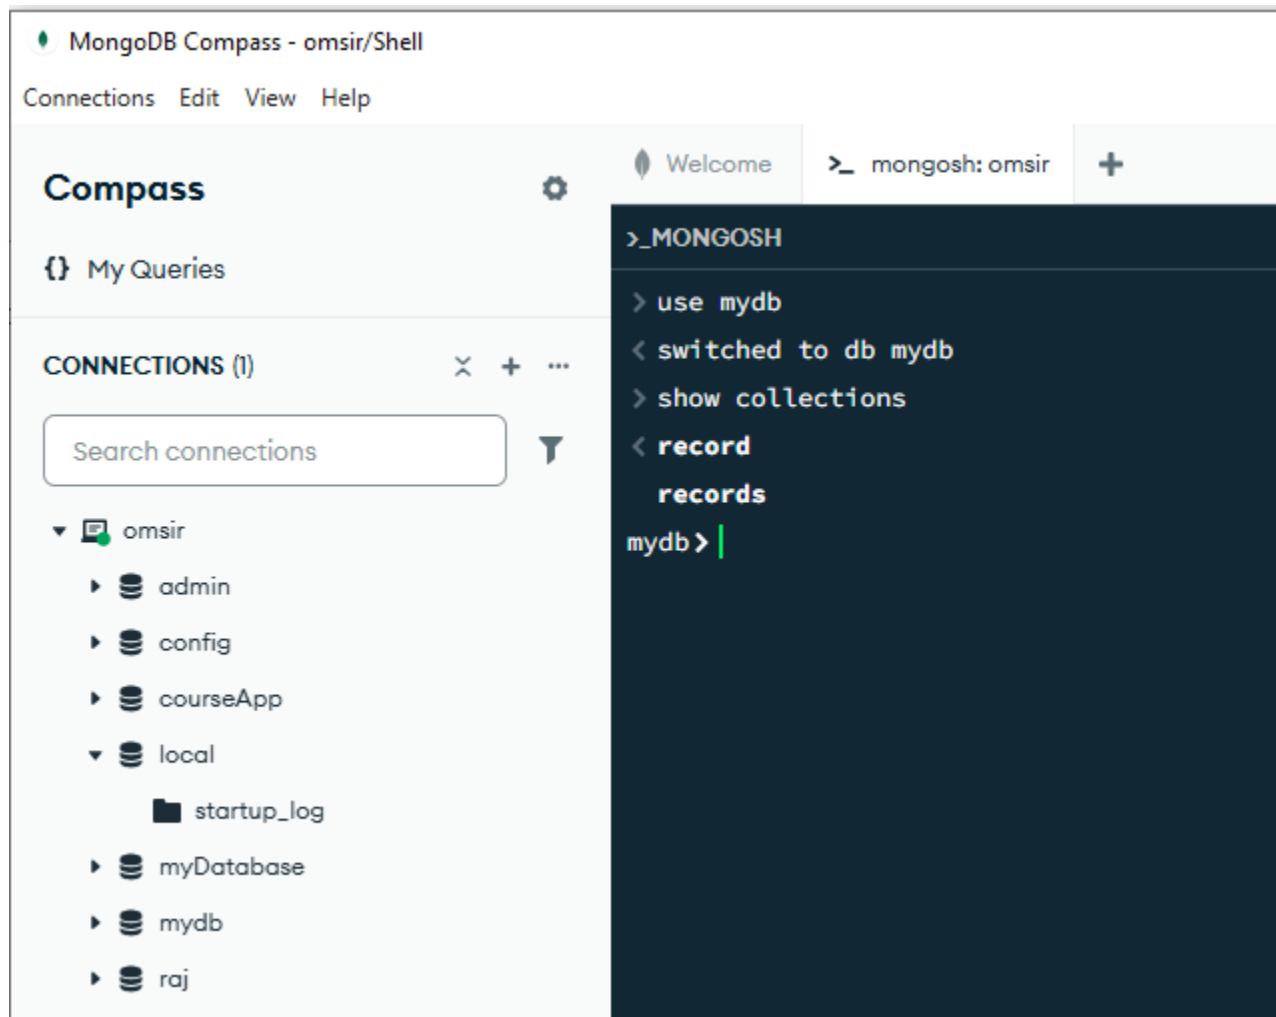 MongoDB Compass - omsir/Shell
Connections Edit View Help
Compass
{} My Queries
CONNECTIONS (1)
Search connections
omsir
admin
config
courseApp
local
startup_log
myDatabase
mydb
raj
Welcome
>_ mongosh: omsir
>_MONGOSH
> use mydb
< switched to db mydb
> show collections
< record
records
mydb>